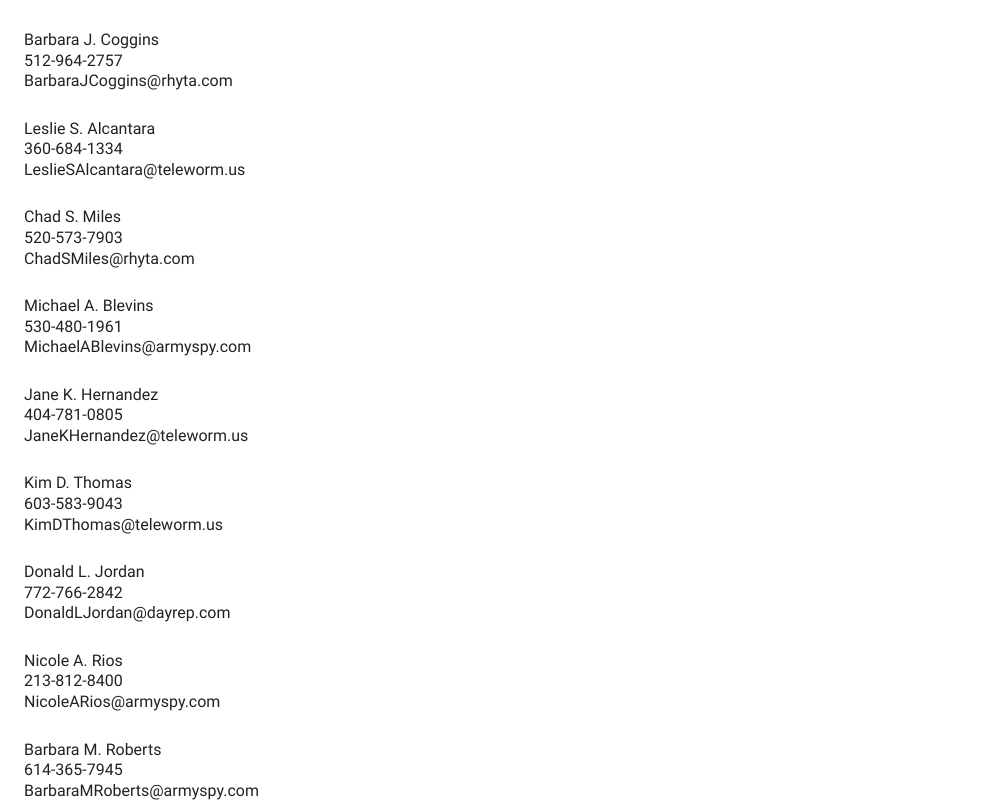 Barbara J. Coggins
512-964-2757
BarbaraJCoggins@rhyta.com
Leslie S. Alcantara
360-684-1334
LeslieSAlcantara@teleworm.us
Chad S. Miles
520-573-7903
ChadSMiles@rhyta.com
Michael A. Blevins
530-480-1961
MichaelABlevins@armyspy.com
Jane K. Hernandez
404-781-0805
JaneKHernandez@teleworm.us
Kim D. Thomas
603-583-9043
KimDThomas@teleworm.us
Donald L. Jordan
772-766-2842
DonaldLJordan@dayrep.com
Nicole A. Rios
213-812-8400
NicoleARios@armyspy.com
Barbara M. Roberts
614-365-7945
BarbaraMRoberts@armyspy.com